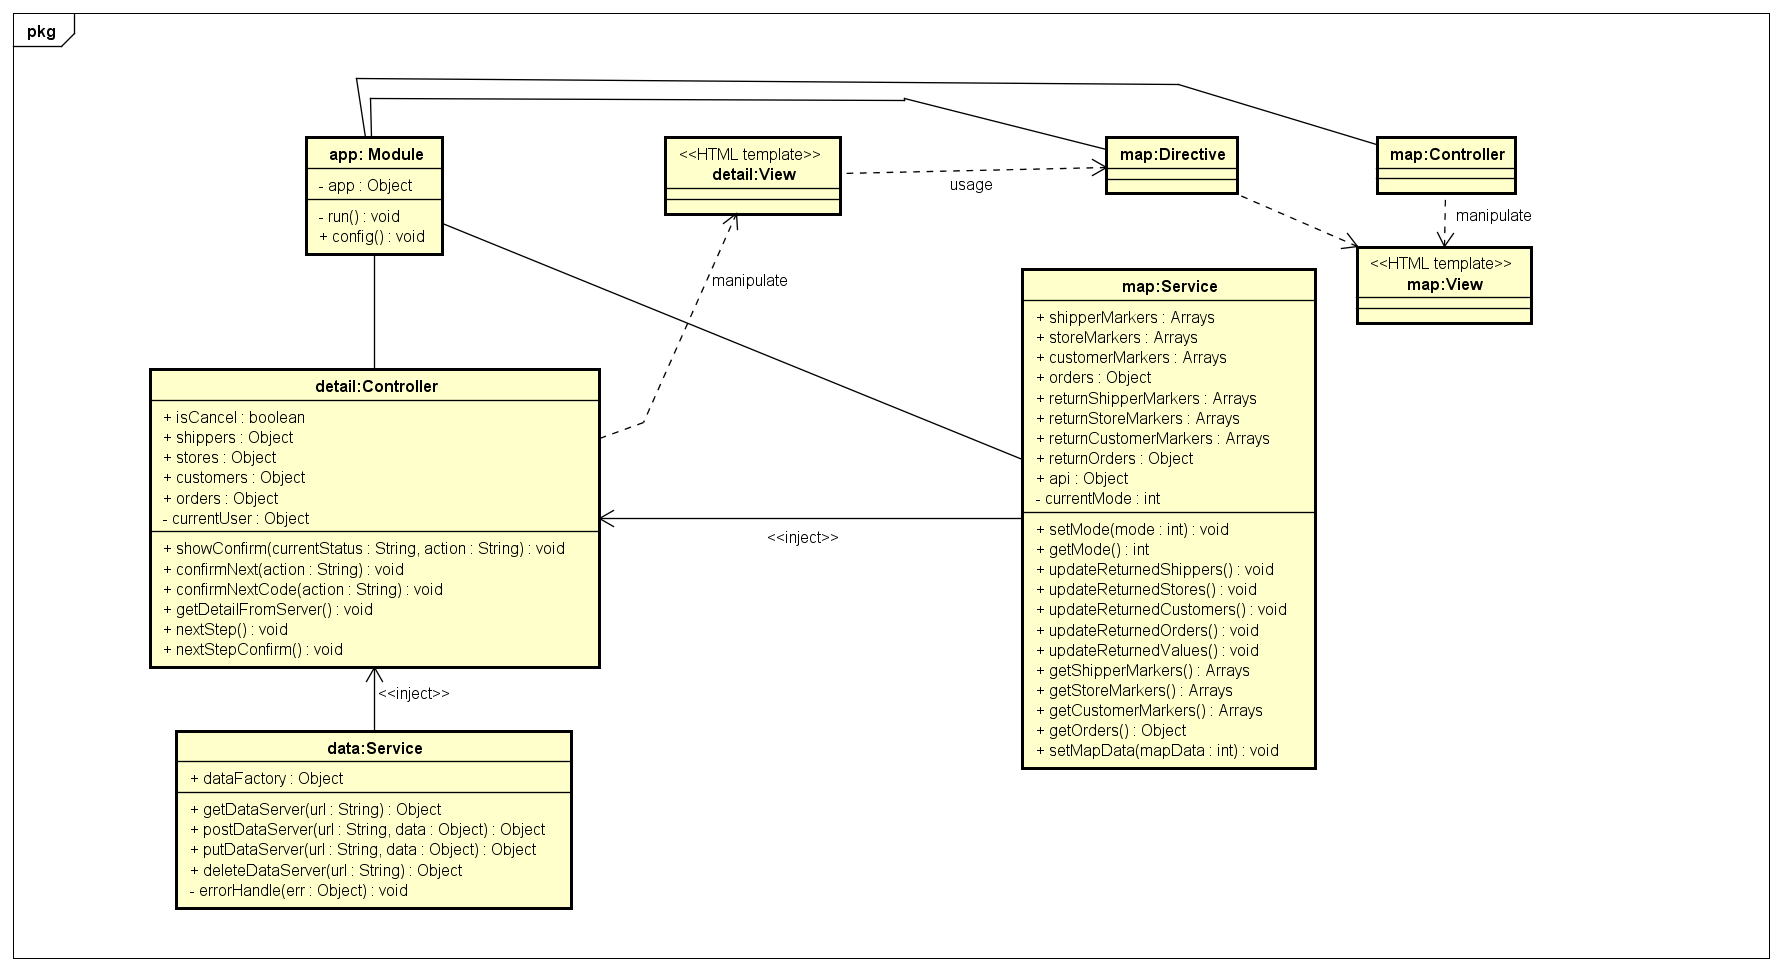 pkg
app: Module
- app : Object
- run() : void
+ config() : void
<<HTML template>>
detail:View
usage
map:Directive
map:Controller
manipulate
<<HTML template>>
map:View
manipulate
map:Service
+ shipperMarkers : Arrays
+ storeMarkers : Arrays
+ customerMarkers : Arrays
+ orders : Object
+ returnShipperMarkers : Arrays
+ returnStoreMarkers : Arrays
+ returnCustomerMarkers : Arrays
+ returnOrders : Object
+ api : Object
- currentMode : int
+ setMode(mode : int) : void
+ getMode() : int
+ updateReturnedShippers() : void
+ updateReturnedStores() : void
+ updateReturnedCustomers() : void
+ updateReturnedOrders() : void
+ updateReturnedValues() : void
+ getShipperMarkers() : Arrays
+ getStoreMarkers() : Arrays
+ getCustomerMarkers() : Arrays
+ getOrders() : Object
+ setMapData(mapData : int) : void
detail:Controller
+ isCancel : boolean
+ shippers : Object
+ stores : Object
+ customers : Object
+ orders : Object
- currentUser : Object
+ showConfirm(currentStatus : String, action : String) : void
+ confirmNext(action : String) : void
+ confirmNextCode(action : String) : void
+ getDetailFromServer() : void
+ nextStep() : void
+ nextStepConfirm() : void
<<inject>>
<<inject>>
data:Service
+ dataFactory : Object
+ getDataServer(url : String) : Object
+ postDataServer(url : String, data : Object) : Object
+ putDataServer(url : String, data : Object) : Object
+ deleteDataServer(url : String) : Object
- errorHandle(err : Object) : void